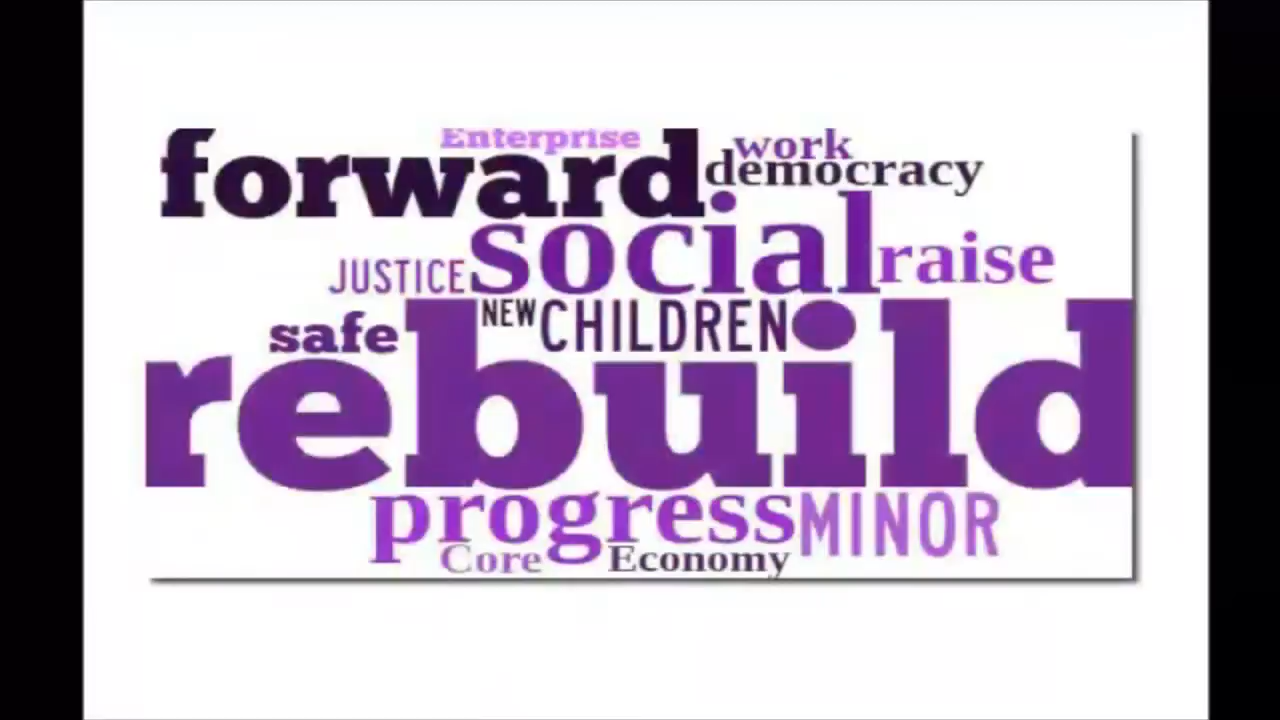 Enterprise
forward
work
democracy
social
raise
JUSTICE
NEW
CHILDREN
safe
rebuild
progress
MINOR
Core
Economy